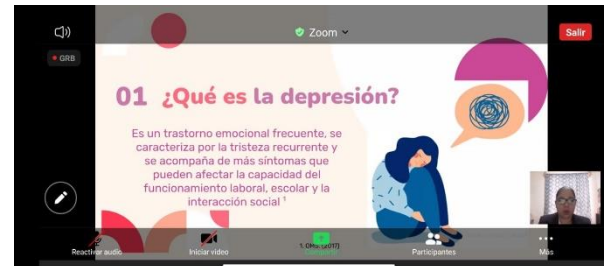 Zoom
Salir
GRB
01 ¿Qué es la depresión?
Es un trastorno emocional frecuente, se
caracteriza por la tristeza recurrente y
se acompaña de más síntomas que
pueden afectar la capacidad del
funcionamiento laboral, escolar y la
interacción social ¹
Reactivar audio
Iniciar video
Participantes
Más